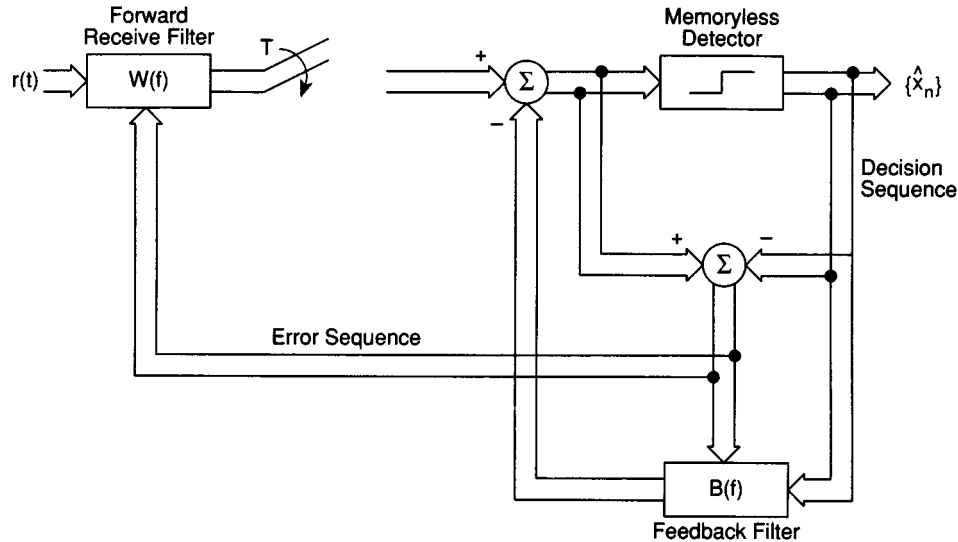 Forward
Receive Filter
r(t)
W(f)
T
+
Σ
−
Memoryless
Detector
{x̂ₙ}
Decision
Sequence
+
−
Σ
Error Sequence
B(f)
Feedback Filter